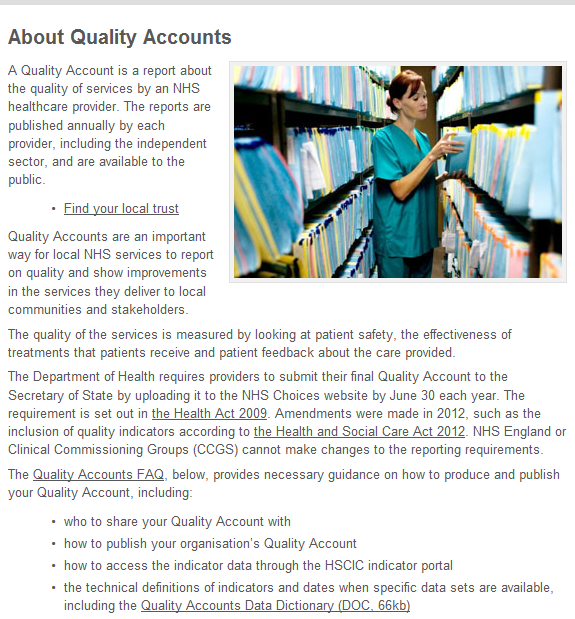 About Quality Accounts
A Quality Account is a report about
the quality of services by an NHS
healthcare provider. The reports are
published annually by each
provider, including the independent
sector, and are available to the
public.
• Find your local trust
Quality Accounts are an important
way for local NHS services to report
on quality and show improvements
in the services they deliver to local
communities and stakeholders.
The quality of the services is measured by looking at patient safety, the effectiveness of
treatments that patients receive and patient feedback about the care provided.
The Department of Health requires providers to submit their final Quality Account to the
Secretary of State by uploading it to the NHS Choices website by June 30 each year. The
requirement is set out in the Health Act 2009. Amendments were made in 2012, such as the
inclusion of quality indicators according to the Health and Social Care Act 2012. NHS England or
Clinical Commissioning Groups (CCGS) cannot make changes to the reporting requirements.
The Quality Accounts FAQ, below, provides necessary guidance on how to produce and publish
your Quality Account, including:
• who to share your Quality Account with
• how to publish your organisation's Quality Account
• how to access the indicator data through the HSCIC indicator portal
• the technical definitions of indicators and dates when specific data sets are available,
including the Quality Accounts Data Dictionary (DOC, 66kb)